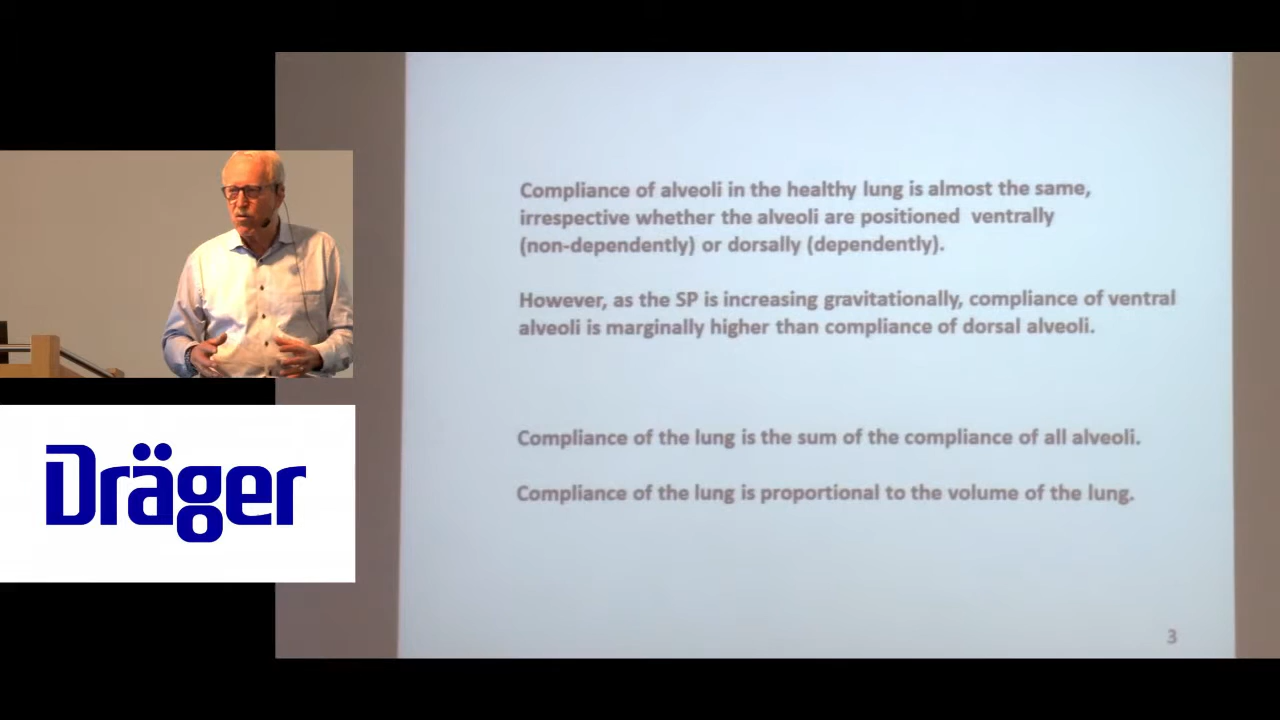 Compliance of alveoli in the healthy lung is almost the same,
irrespective whether the alveoli are positioned ventrally
(non-dependently) or dorsally (dependently).
However, as the SP is increasing gravitationally, compliance of ventral
alveoli is marginally higher than compliance of dorsal alveoli.
Compliance of the lung is the sum of the compliance of all alveoli.
Compliance of the lung is proportional to the volume of the lung.
3
Dräger